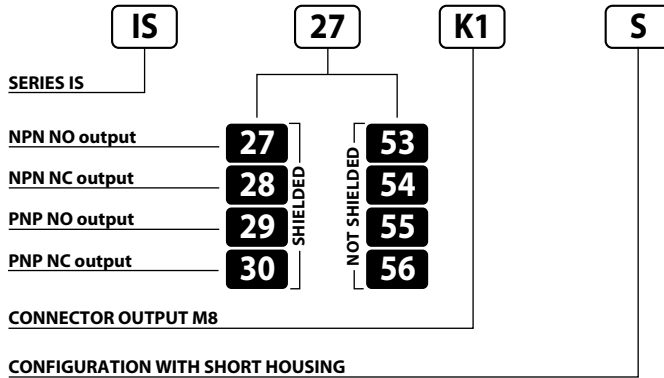 IS 27 K1 S
SERIES IS
NPN NO output 27 53
NPN NC output 28 54
PNP NO output 29 55
PNP NC output 30 56
SHIELDED
NOT SHIELDED
CONNECTOR OUTPUT M8
CONFIGURATION WITH SHORT HOUSING